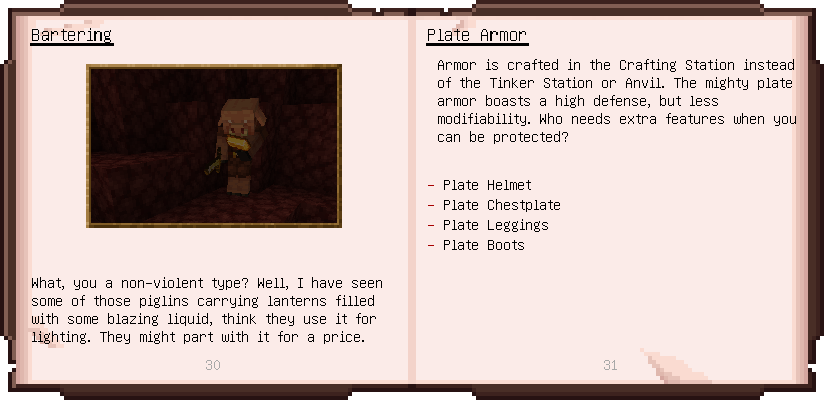 Bartering
What, you a non-violent type? Well, I have seen
some of those piglins carrying lanterns filled
with some blazing liquid, think they use it for
lighting. They might part with it for a price.
30
Plate Armor
Armor is crafted in the Crafting Station instead
of the Tinker Station or Anvil. The mighty plate
armor boasts a high defense, but less
modifiability. Who needs extra features when you
can be protected?
- Plate Helmet
- Plate Chestplate
- Plate Leggings
- Plate Boots
31